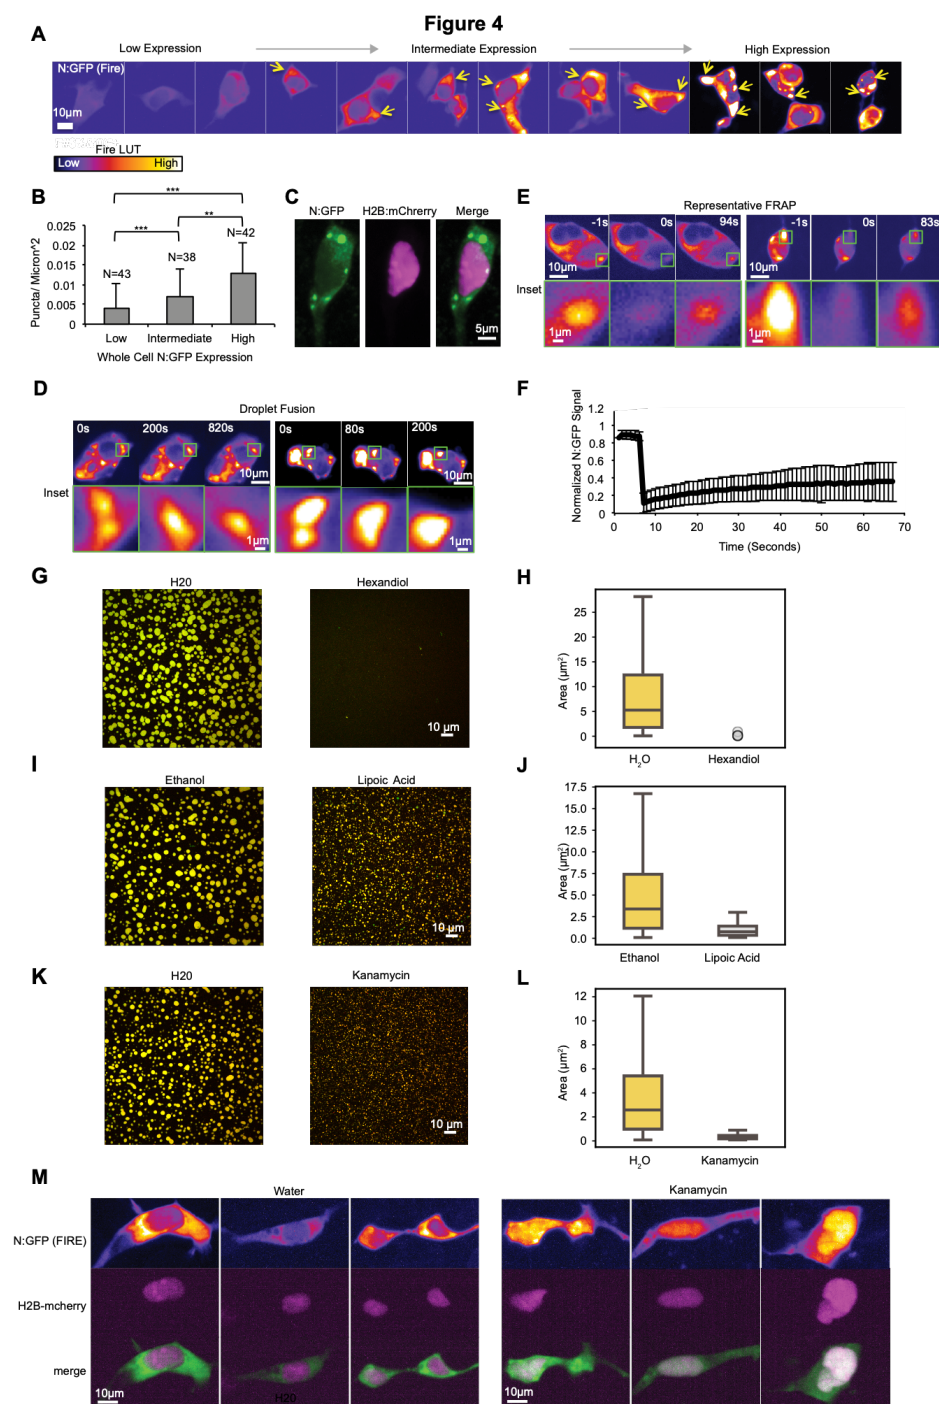 Figure 4
A
Low Expression
Intermediate Expression
High Expression
N:GFP (Fire)
10µm
Fire LUT
Low
High
B
***
***
**
Puncta/ Micron^2
0.025
0.02
0.015
0.01
0.005
0
N=43
N=38
N=42
Low
Intermediate
High
Whole Cell N:GFP Expression
C
N:GFP
H2B:mChrerry
Merge
5µm
E
Representative FRAP
-1s
0s
94s
-1s
0s
83s
10µm
10µm
Inset
1µm
1µm
D
Droplet Fusion
0s
200s
820s
0s
80s
200s
10µm
10µm
Inset
1µm
1µm
F
Normalized N:GFP Signal
1.2
1
0.8
0.6
0.4
0.2
0
0
10
20
30
40
50
60
70
Time (Seconds)
G
H20
Hexandiol
10 µm
H
Area (µm²)
25
20
15
10
5
0
H₂O
Hexandiol
I
Ethanol
Lipoic Acid
10 µm
J
Area (µm²)
17.5
15.0
12.5
10.0
7.5
5.0
2.5
0.0
Ethanol
Lipoic Acid
K
H20
Kanamycin
10 µm
L
Area (µm²)
12
10
8
6
4
2
0
H₂O
Kanamycin
M
Water
Kanamycin
N:GFP (FIRE)
H2B-mcherry
merge
10µm
H20
10µm